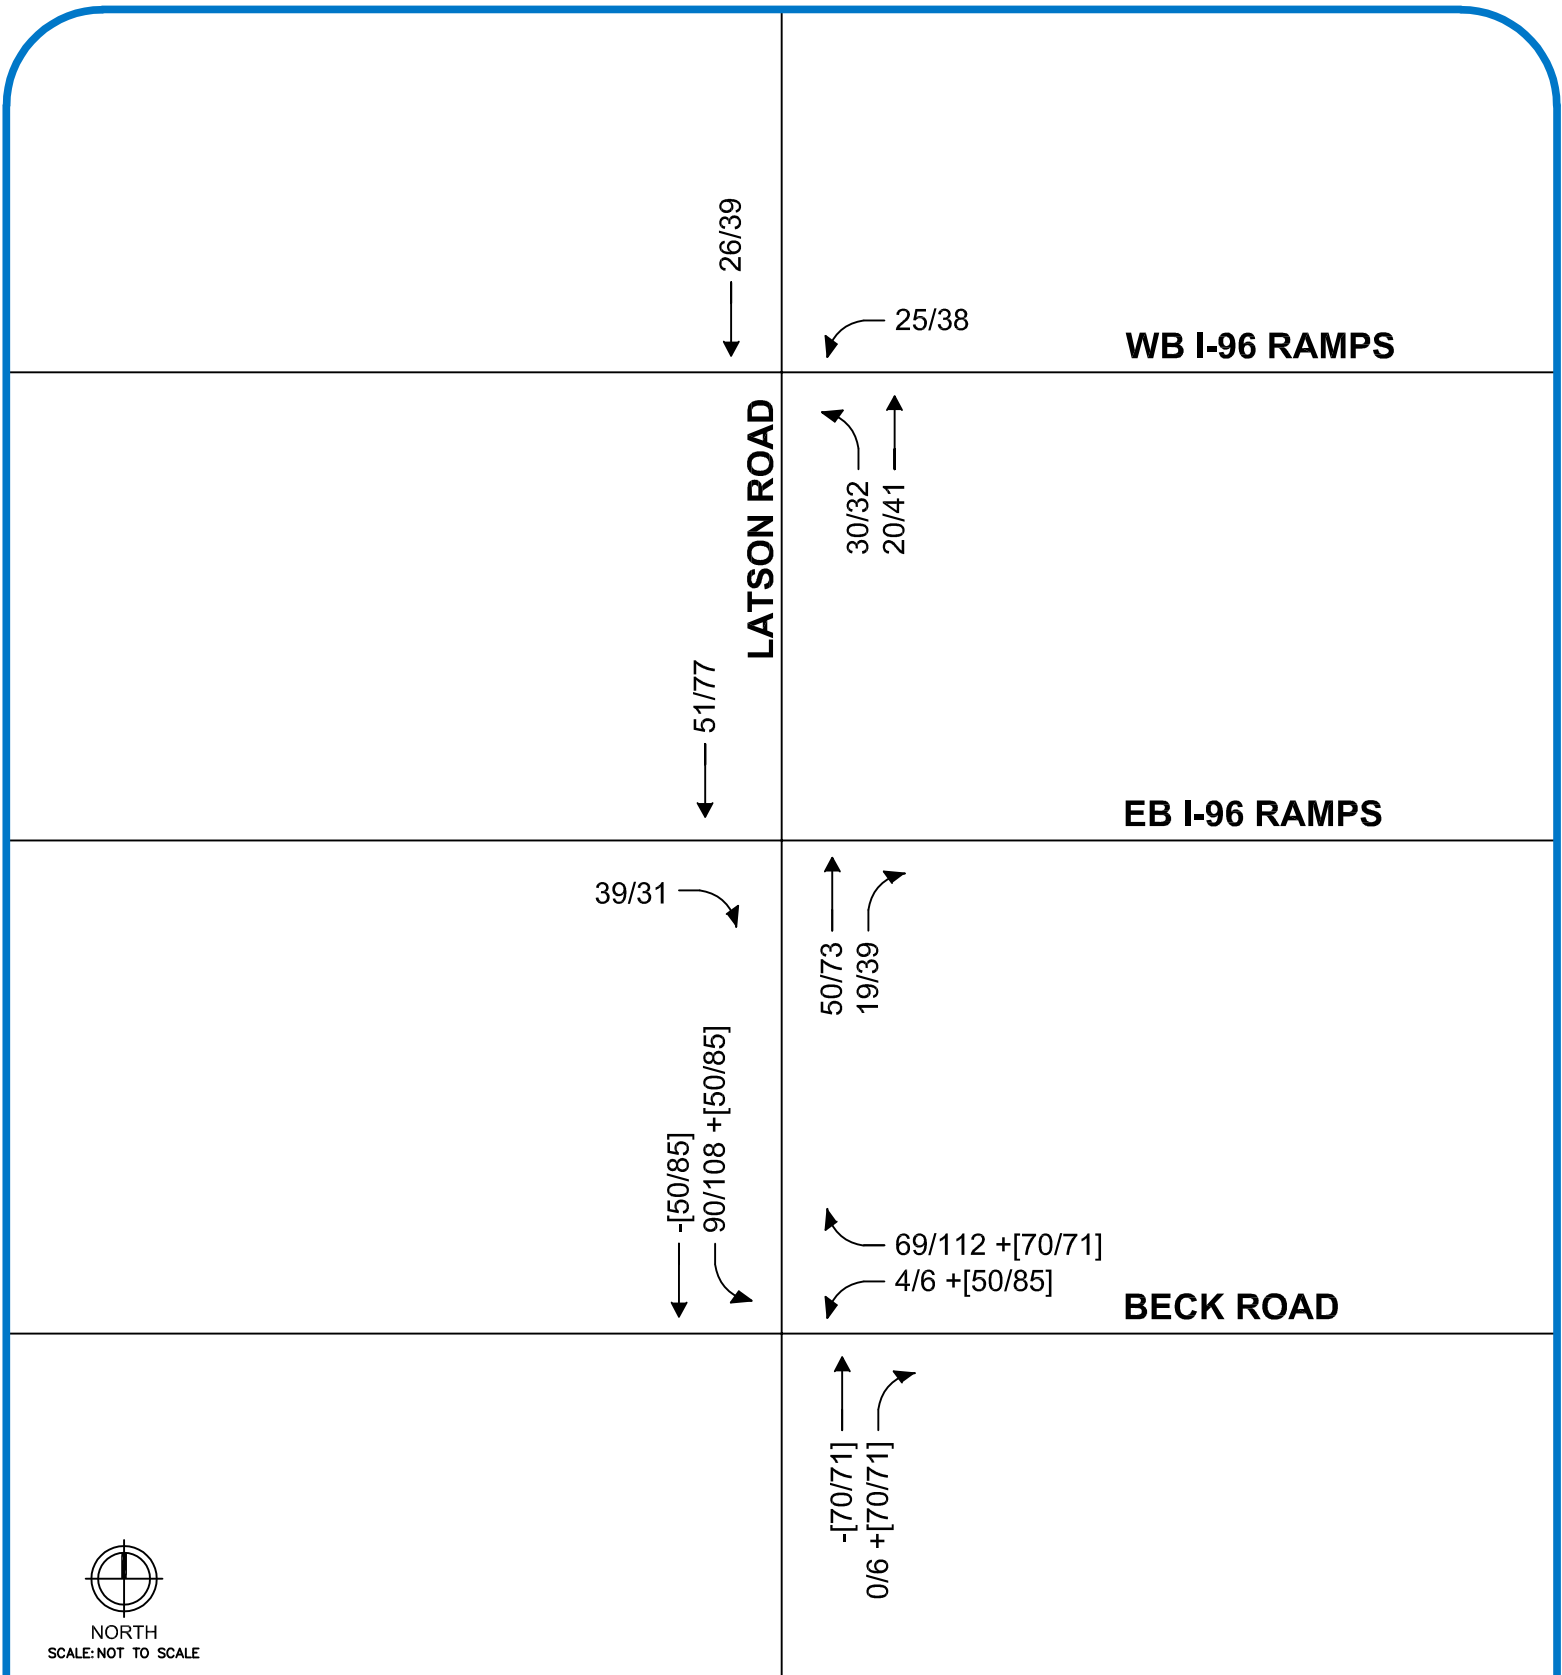 26/39
25/38
WB I-96 RAMPS
LATSON ROAD
30/32
20/41
51/77
EB I-96 RAMPS
39/31
50/73
19/39
-[50/85]
90/108 +[50/85]
69/112 +[70/71]
4/6 +[50/85]
BECK ROAD
-[70/71]
0/6 +[70/71]
NORTH
SCALE: NOT TO SCALE